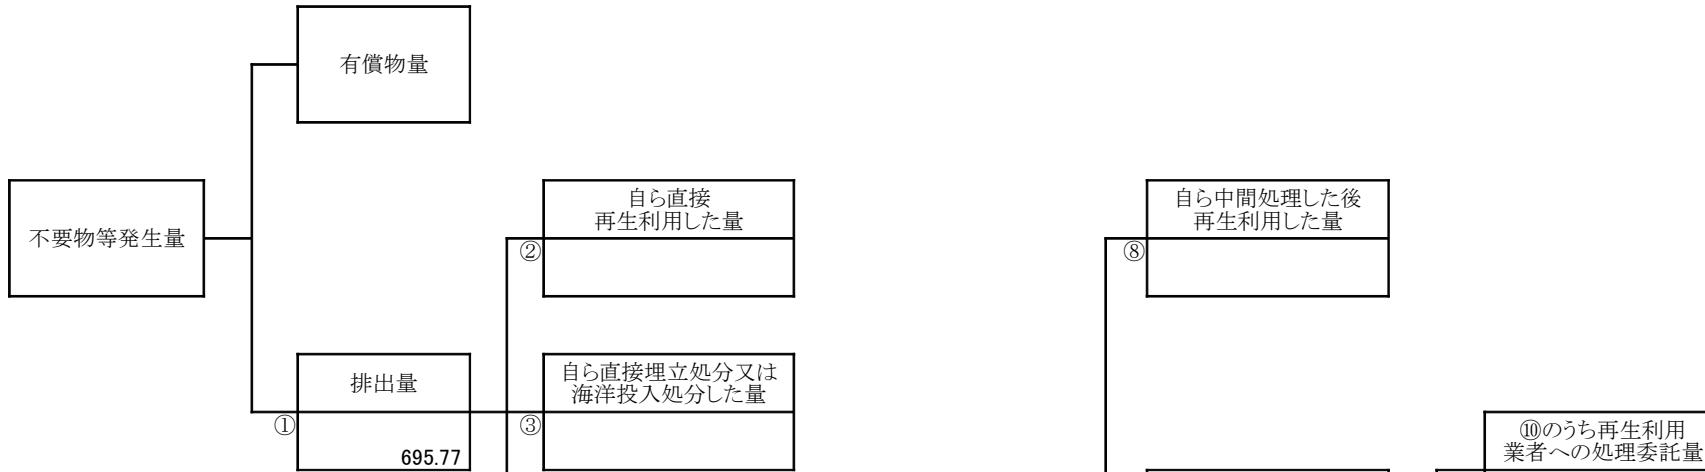 有償物量
不要物等発生量
自ら直接
再生利用した量
②
自ら中間処理した後
再生利用した量
⑧
排出量
①
695.77
自ら直接埋立処分又は
海洋投入処分した量
③
⑩のうち再生利用
業者への処理委託量